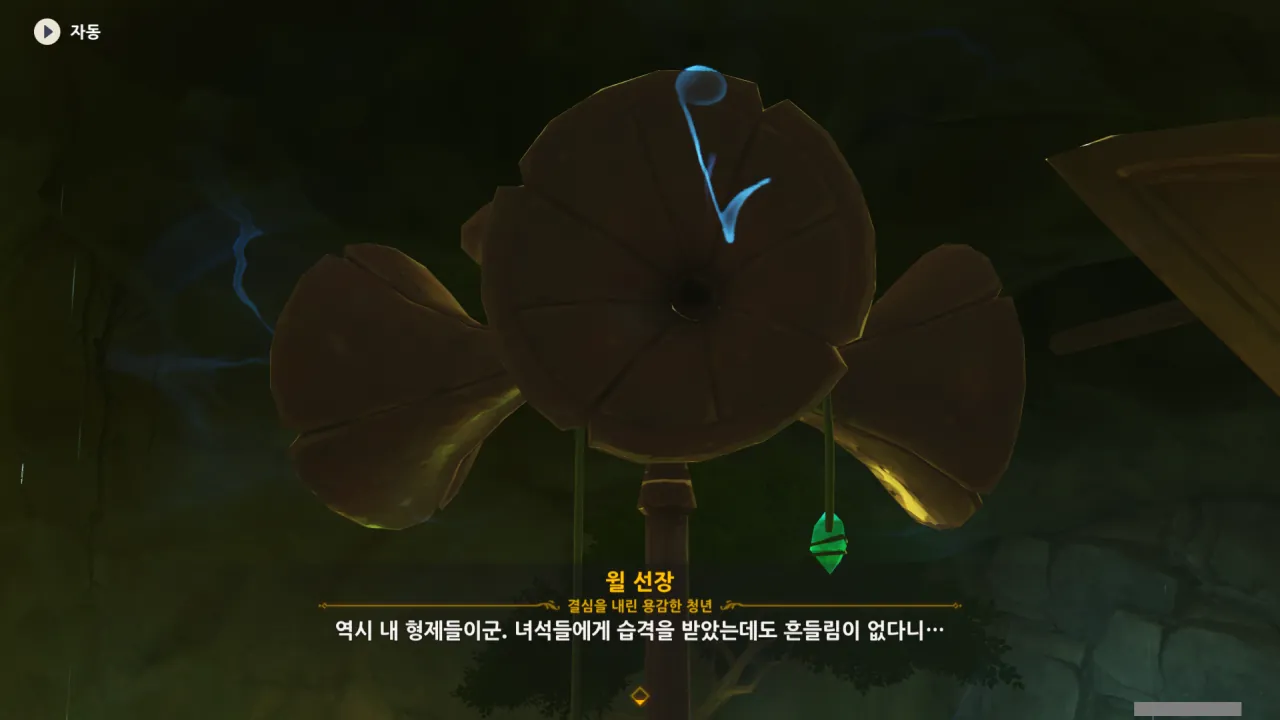 자동
윌 선장
결심을 내린 용감한 청년
역시 내 형제들이군. 녀석들에게 습격을 받았는데도 흔들림이 없다니…